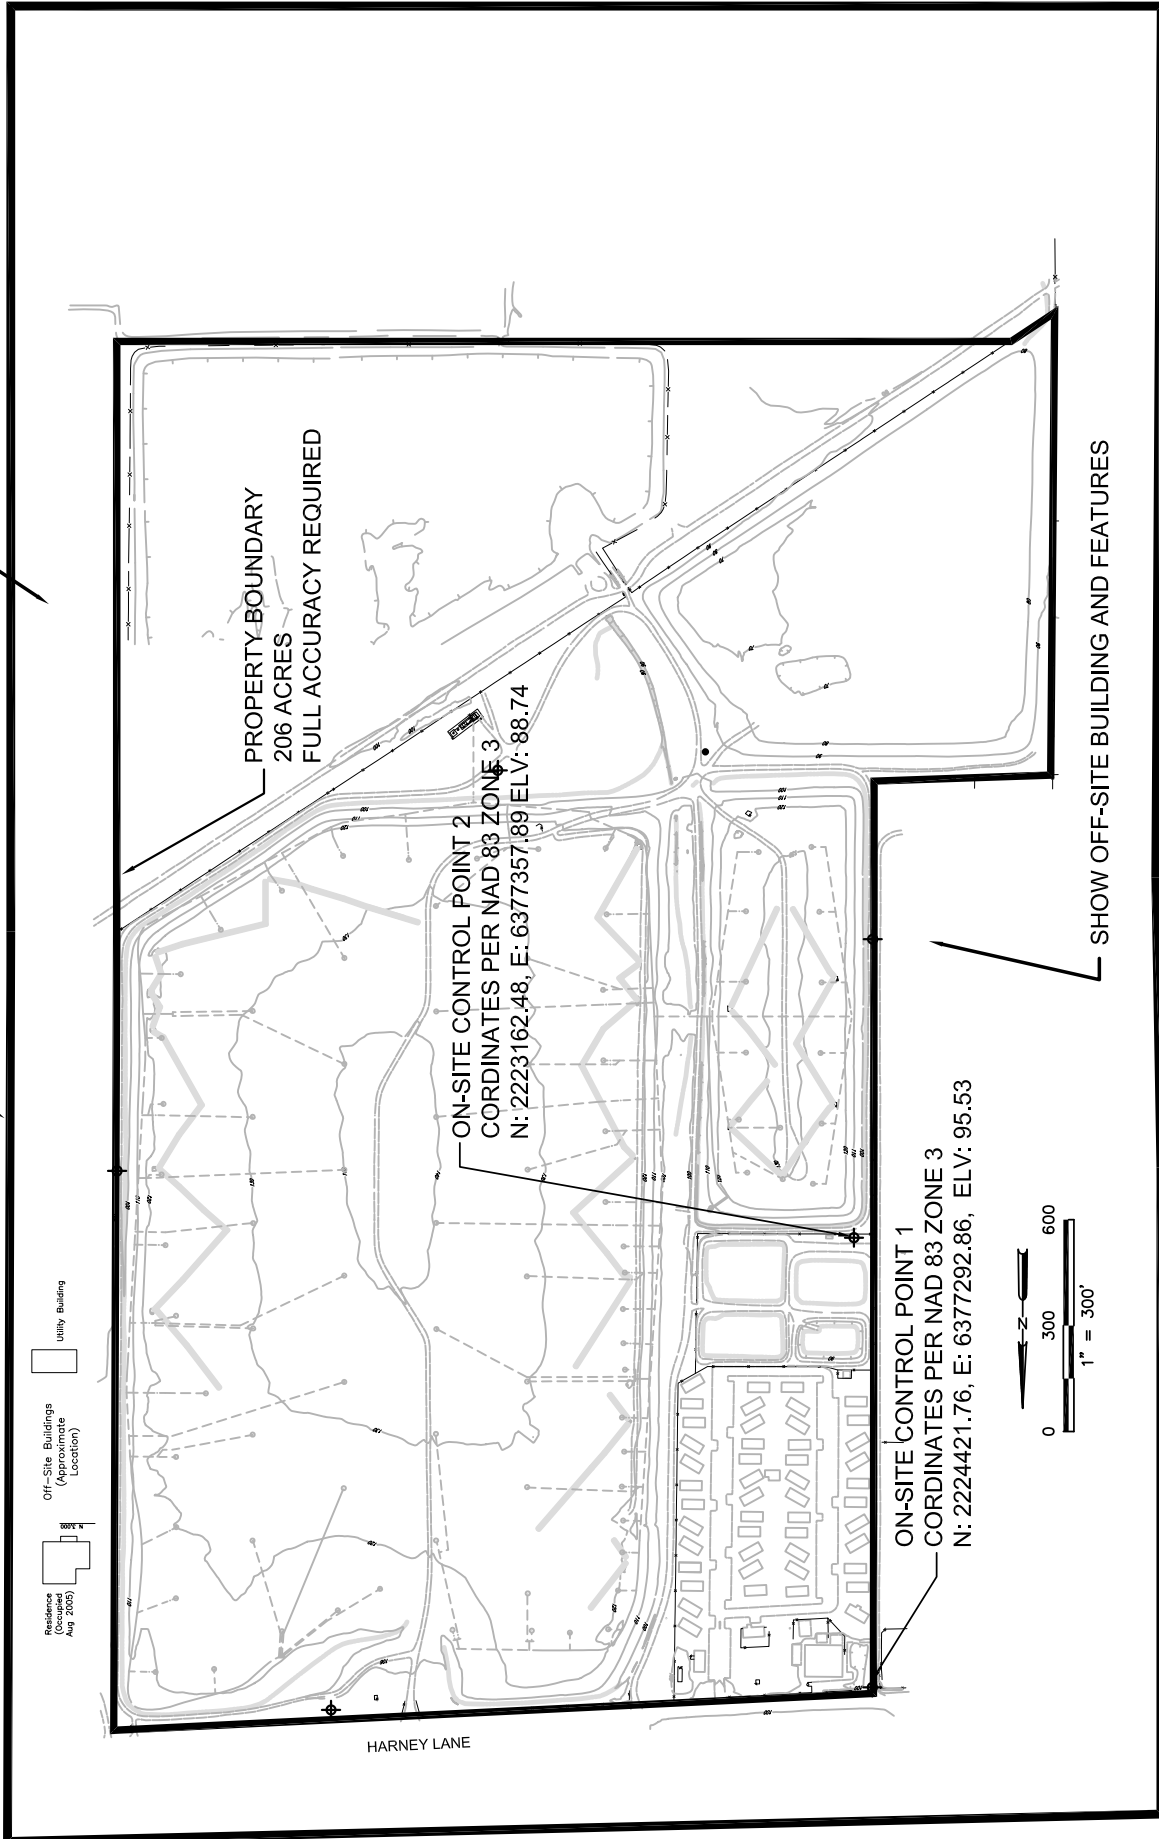 PROPERTY BOUNDARY
206 ACRES
FULL ACCURACY REQUIRED
ON-SITE CONTROL POINT 2
CORDINATES PER NAD 83 ZONE 3
N: 2223162.48, E: 6377357.89 ELV: 88.74
SHOW OFF-SITE BUILDING AND FEATURES
ON-SITE CONTROL POINT 1
CORDINATES PER NAD 83 ZONE 3
N: 2224421.76, E: 6377292.86, ELV: 95.53
Utility Building
Off-Site Buildings
(Approximate
Location)
Residence
(Occupied
Aug 2005)
N 3,000
HARNEY LANE
N
0 300 600
1" = 300'